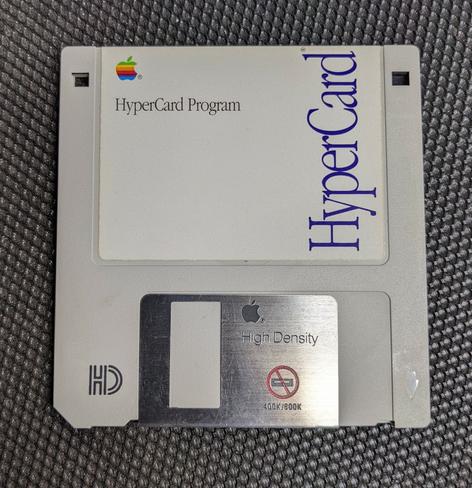 HyperCard Program
HyperCard
High Density
400K/800K
HD